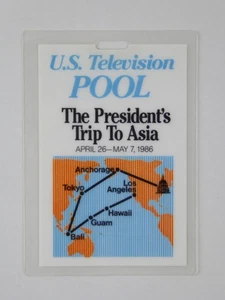 U.S. Television
POOL
The President's
Trip To Asia
APRIL 26—MAY 7, 1986
Anchorage
Los
Angeles
Tokyo
Hawaii
Guam
Bali